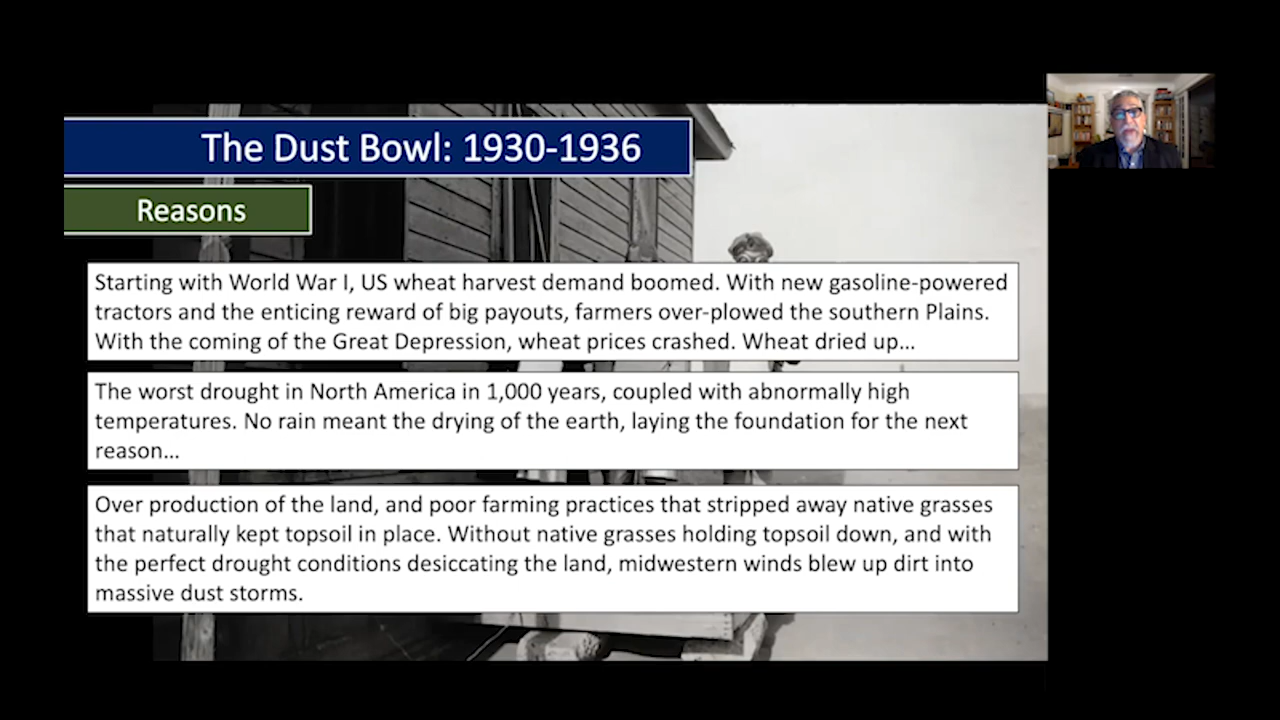 The Dust Bowl: 1930-1936
Reasons
Starting with World War I, US wheat harvest demand boomed. With new gasoline-powered
tractors and the enticing reward of big payouts, farmers over-plowed the southern Plains.
With the coming of the Great Depression, wheat prices crashed. Wheat dried up...
The worst drought in North America in 1,000 years, coupled with abnormally high
temperatures. No rain meant the drying of the earth, laying the foundation for the next
reason...
Over production of the land, and poor farming practices that stripped away native grasses
that naturally kept topsoil in place. Without native grasses holding topsoil down, and with
the perfect drought conditions desiccating the land, midwestern winds blew up dirt into
massive dust storms.